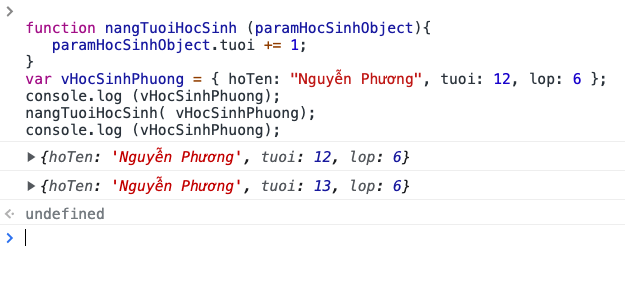 function nangTuoiHocSinh (paramHocSinhObject){
   paramHocSinhObject.tuoi += 1;
}
var vHocSinhPhuong = { hoTen: "Nguyễn Phương", tuoi: 12, lop: 6 };
console.log (vHocSinhPhuong);
nangTuoiHocSinh( vHocSinhPhuong);
console.log (vHocSinhPhuong);
{hoTen: 'Nguyễn Phương', tuoi: 12, lop: 6}
{hoTen: 'Nguyễn Phương', tuoi: 13, lop: 6}
undefined